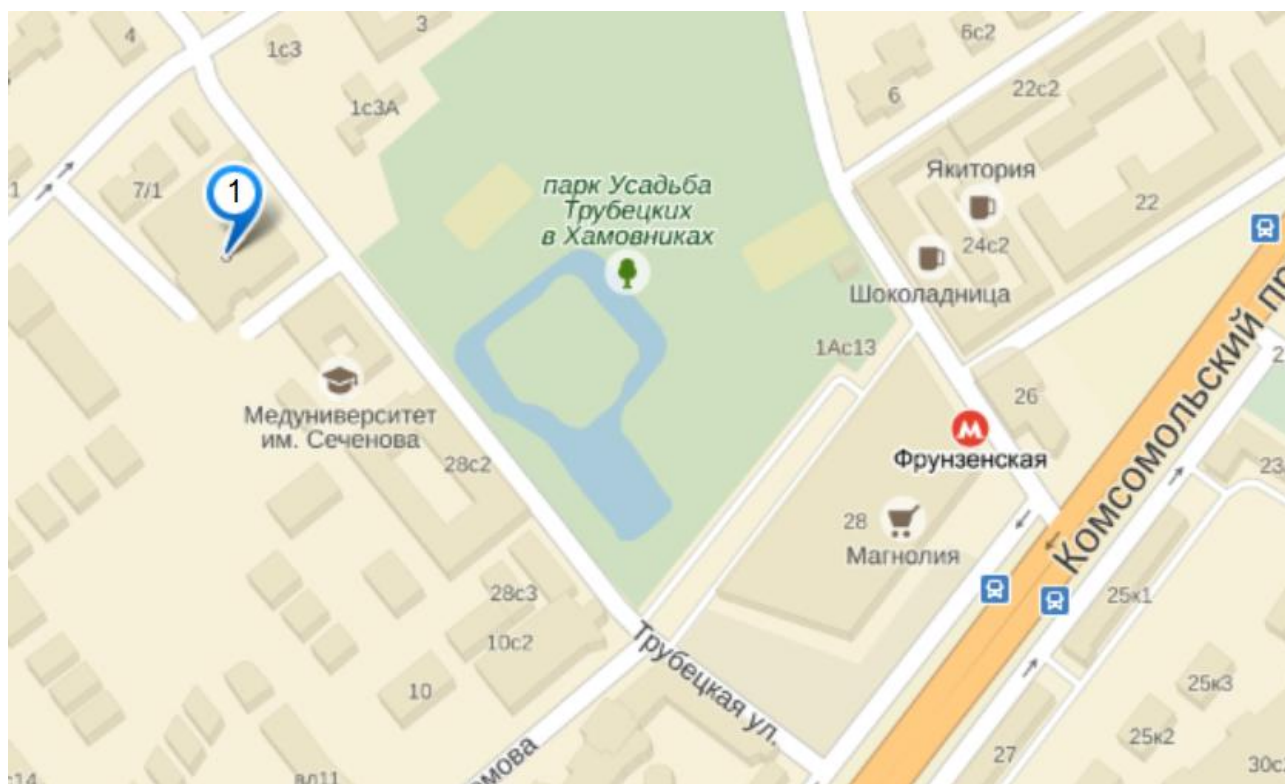 4
3
1с3
6с2
6
22с2
1с3А
Якитория
7/1
1
парк Усадьба
Трубецких
в Хамовниках
22
24с2
Шоколадница
1Ас13
Комсомольский пр
26
Медуниверситет
им. Сеченова
М
Фрунзенская
28с2
23
28
Магнолия
28с3
25к1
10с2
Трубецкая ул.
10
25к3
25к2
27
30с
вл11